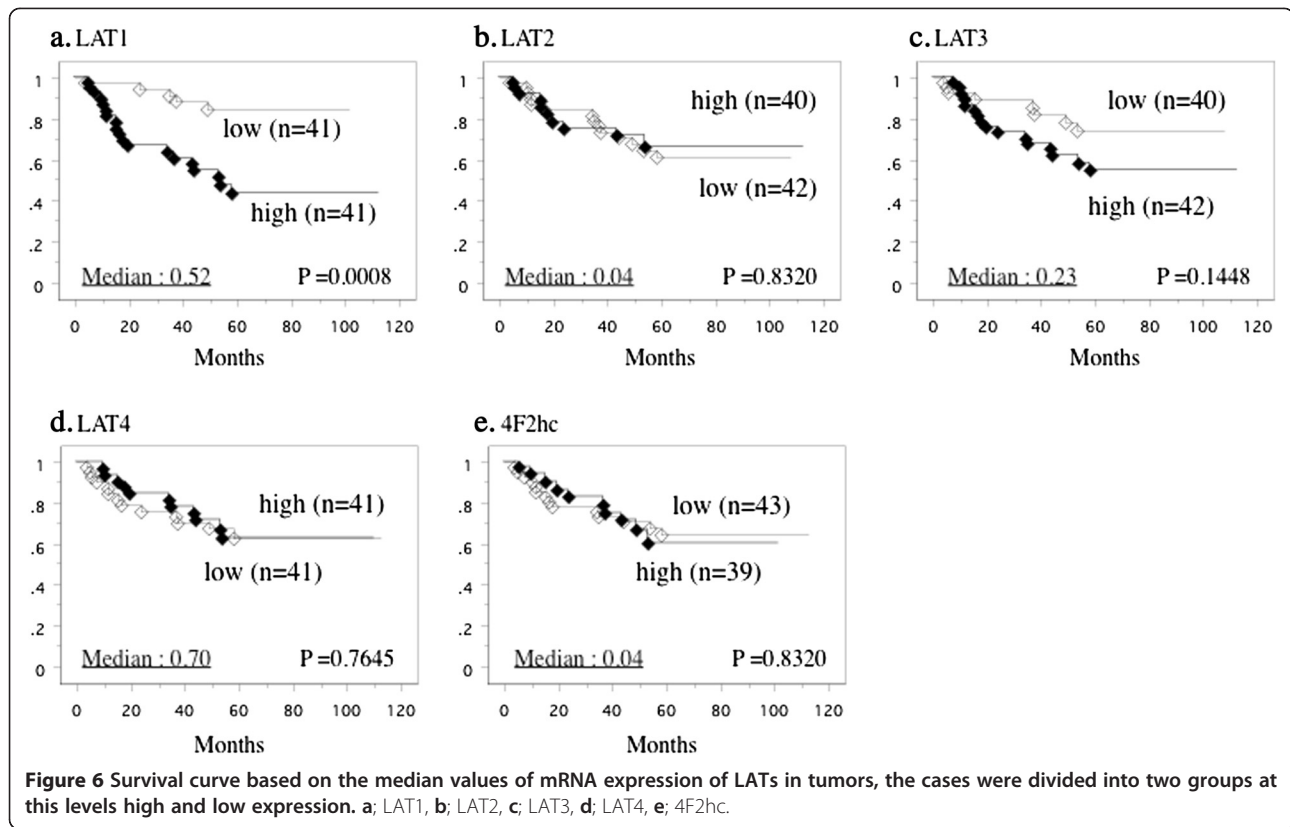 a. LAT1
1
.8
.6
.4
.2
0
low (n=41)
high (n=41)
Median : 0.52 P =0.0008
0 20 40 60 80 100 120
Months
b. LAT2
1
.8
.6
.4
.2
0
high (n=40)
low (n=42)
Median : 0.04 P =0.8320
0 20 40 60 80 100 120
Months
c. LAT3
1
.8
.6
.4
.2
0
low (n=40)
high (n=42)
Median : 0.23 P =0.1448
0 20 40 60 80 100 120
Months
d. LAT4
1
.8
.6
.4
.2
0
high (n=41)
low (n=41)
Median : 0.70 P =0.7645
0 20 40 60 80 100 120
Months
e. 4F2hc
1
.8
.6
.4
.2
0
low (n=43)
high (n=39)
Median : 0.04 P =0.8320
0 20 40 60 80 100 120
Months
Figure 6 Survival curve based on the median values of mRNA expression of LATs in tumors, the cases were divided into two groups at
this levels high and low expression. a; LAT1, b; LAT2, c; LAT3, d; LAT4, e; 4F2hc.